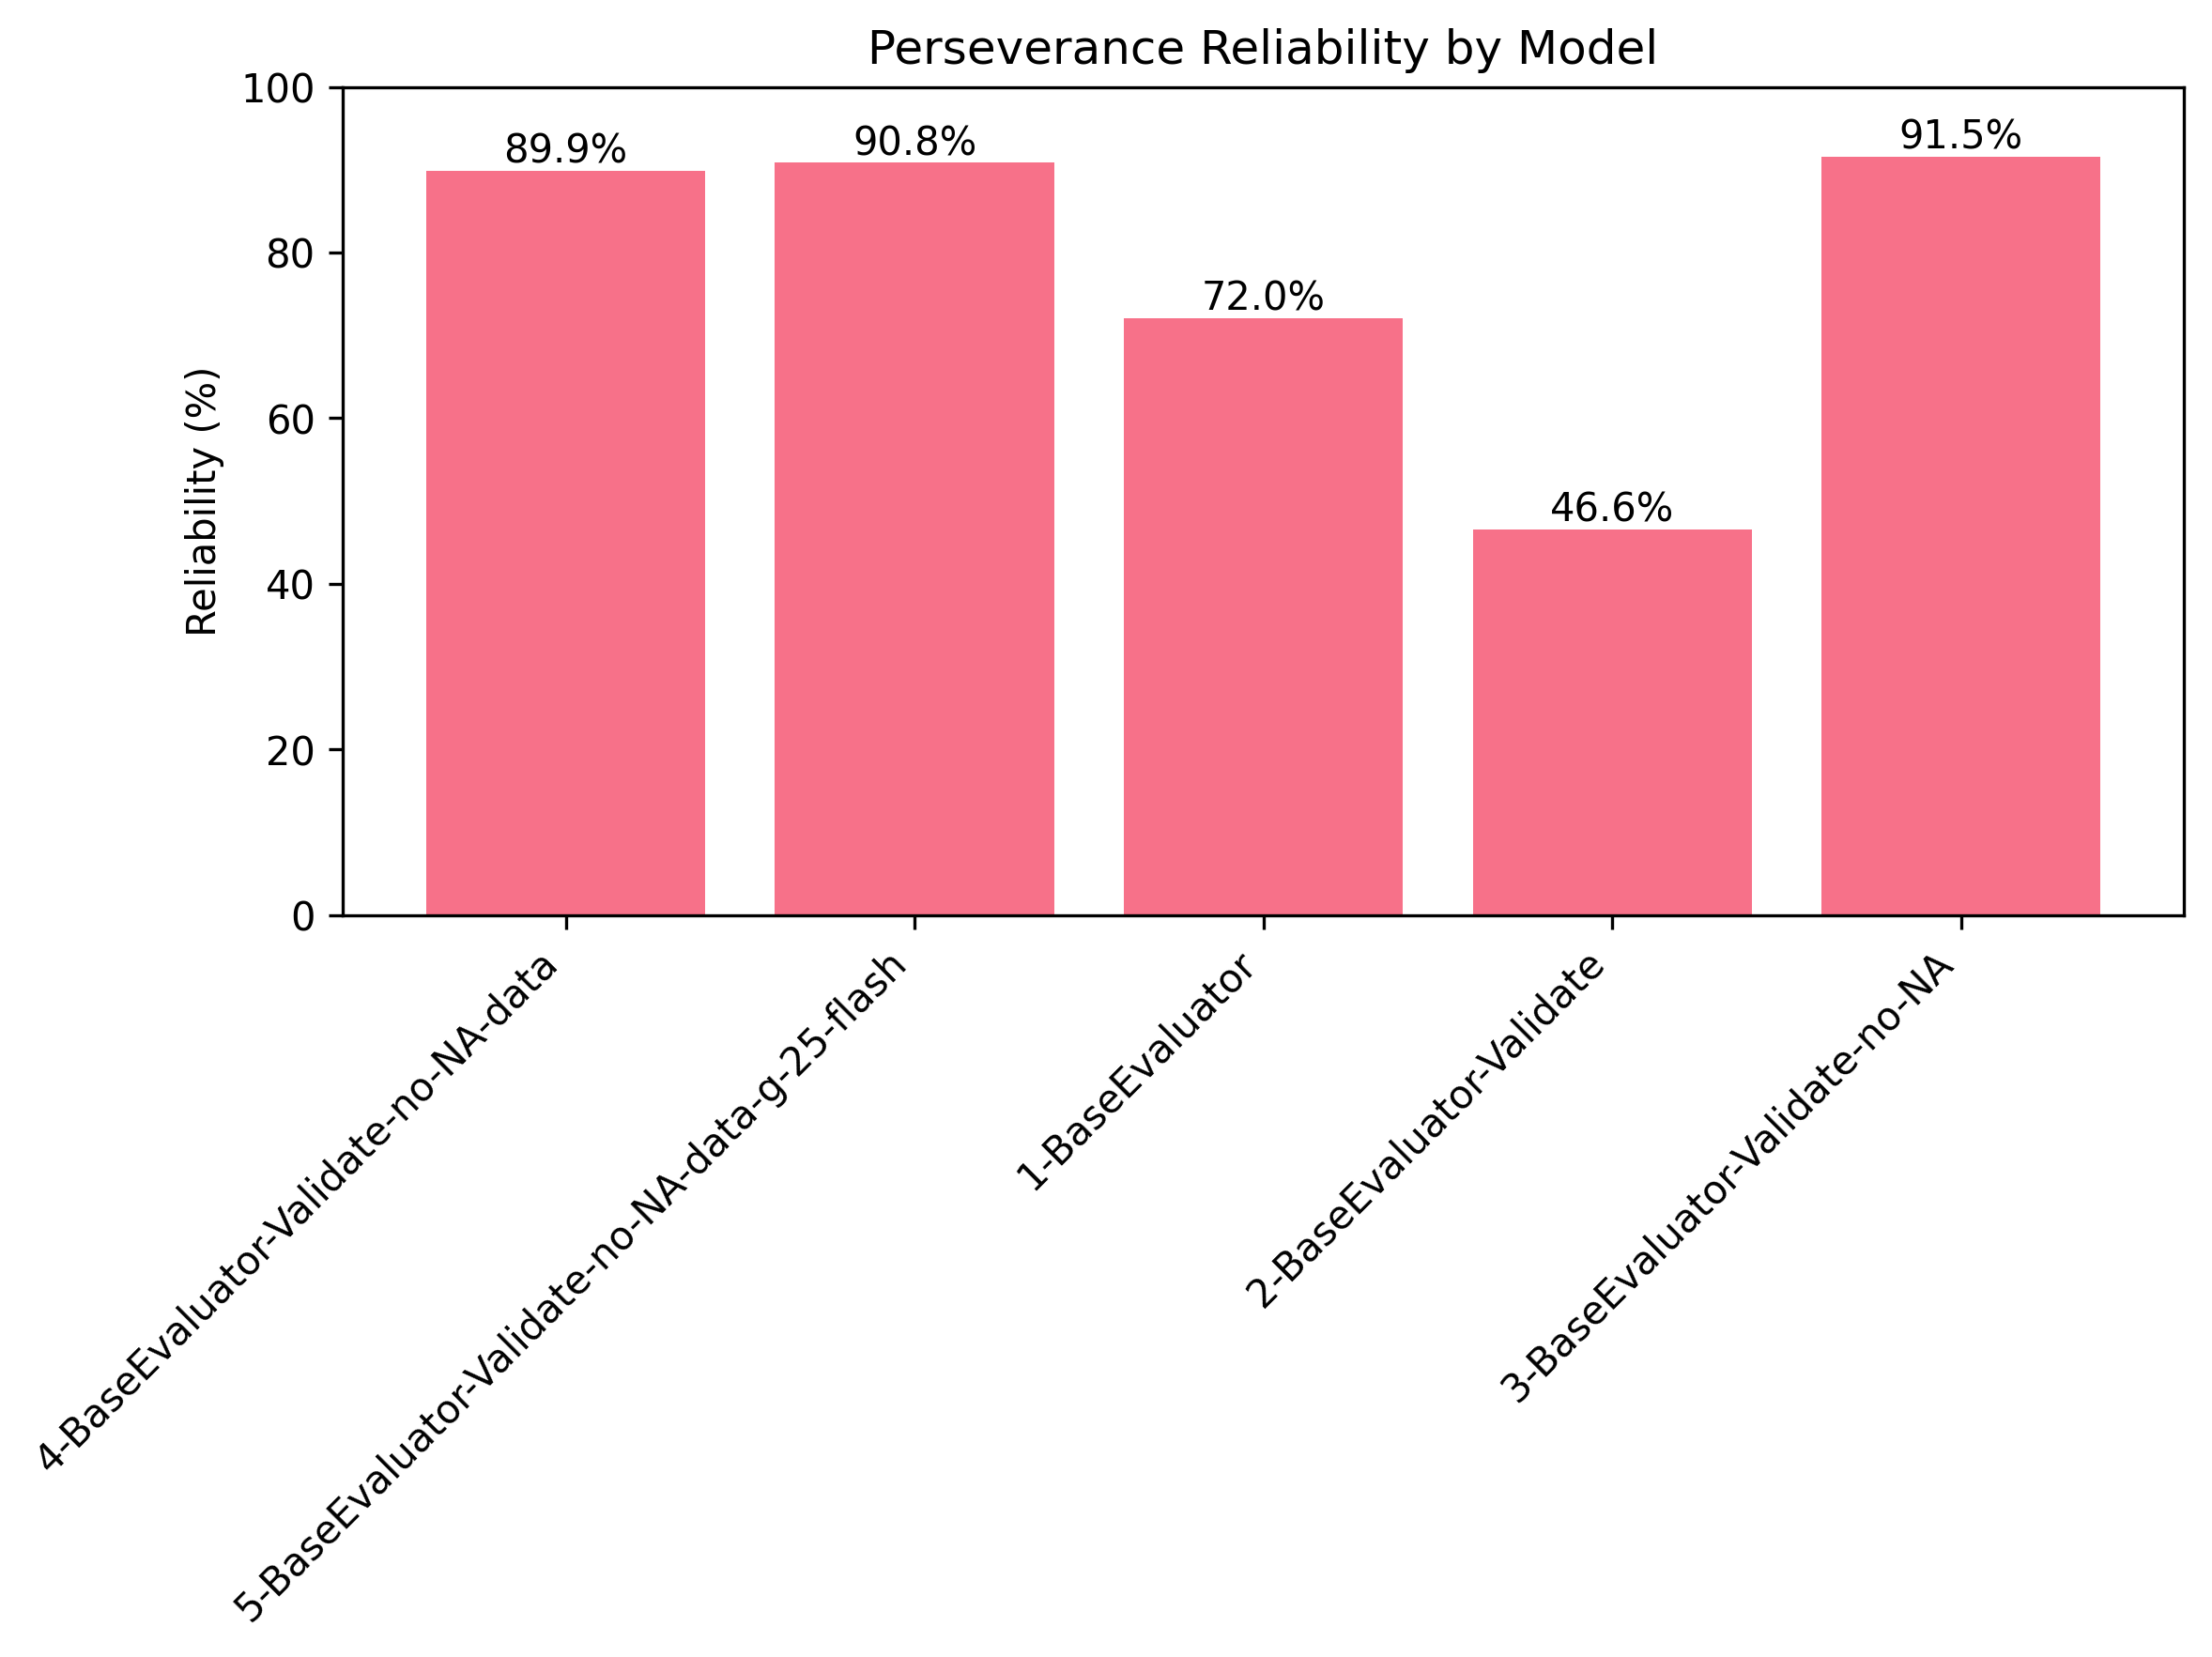 Perseverance Reliability by Model
Reliability (%)
100
80
60
40
20
0
89.9%
90.8%
72.0%
46.6%
91.5%
4-BaseEvaluator-Validate-no-NA-data
5-BaseEvaluator-Validate-no-NA-data-g-25-flash
1-BaseEvaluator
2-BaseEvaluator-Validate
3-BaseEvaluator-Validate-no-NA